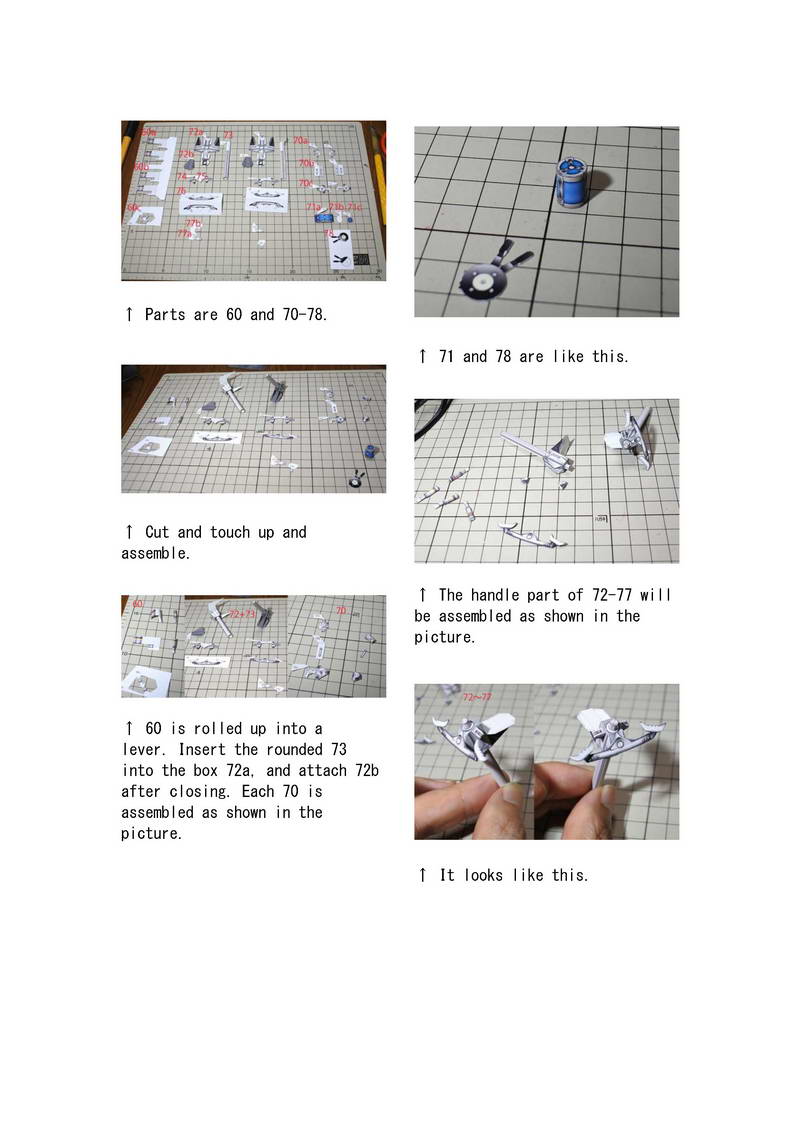 60a
72a
73
70a
60b
72b
70b
74
75
70c
76
60c
71a
71b
71c
77b
77a
78
↑ Parts are 60 and 70-78.
↑ Cut and touch up and
assemble.
60
72+73
70
↑ 60 is rolled up into a
lever. Insert the rounded 73
into the box 72a, and attach 72b
after closing. Each 70 is
assembled as shown in the
picture.
↑ 71 and 78 are like this.
↑ The handle part of 72-77 will
be assembled as shown in the
picture.
72~77
↑ It looks like this.